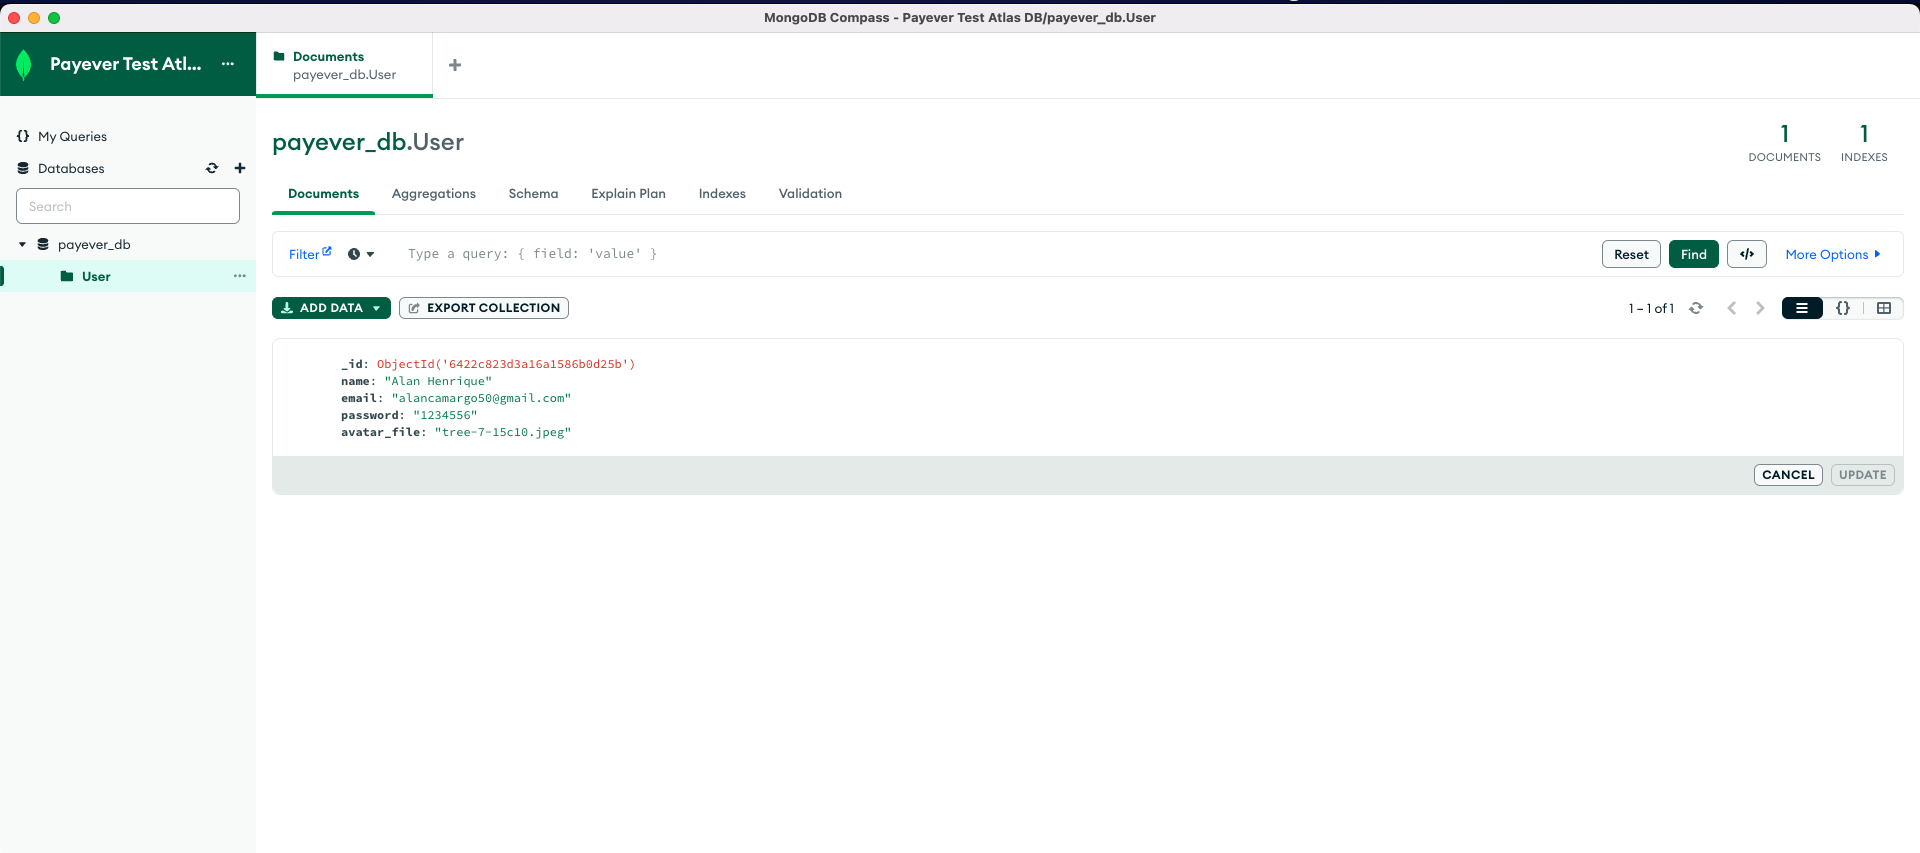 MongoDB Compass - Payever Test Atlas DB/payever_db.User
Payever Test Atl...
Documents
payever_db.User
My Queries
Databases
Search
payever_db
User
payever_db.User
1
DOCUMENTS
1
INDEXES
Documents Aggregations Schema Explain Plan Indexes Validation
Filter Type a query: { field: 'value' } Reset Find </> More Options
ADD DATA EXPORT COLLECTION 1 – 1 of 1 {}
_id: ObjectId('6422c823d3a16a1586b0d25b')
name: "Alan Henrique"
email: "alancamargo50@gmail.com"
password: "1234556"
avatar_file: "tree-7-15c10.jpeg"
CANCEL UPDATE